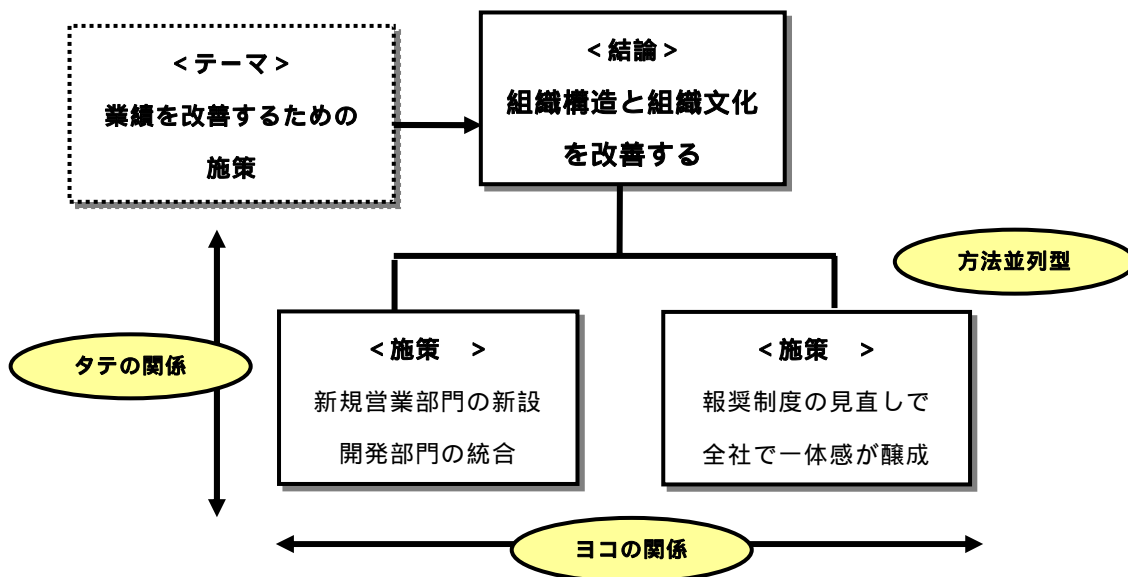 <テーマ>
業績を改善するための
施策
<結論>
組織構造と組織文化
を改善する
方法並列型
タテの関係
<施策　>
新規営業部門の新設
開発部門の統合
<施策　>
報奨制度の見直しで
全社で一体感が醸成
ヨコの関係